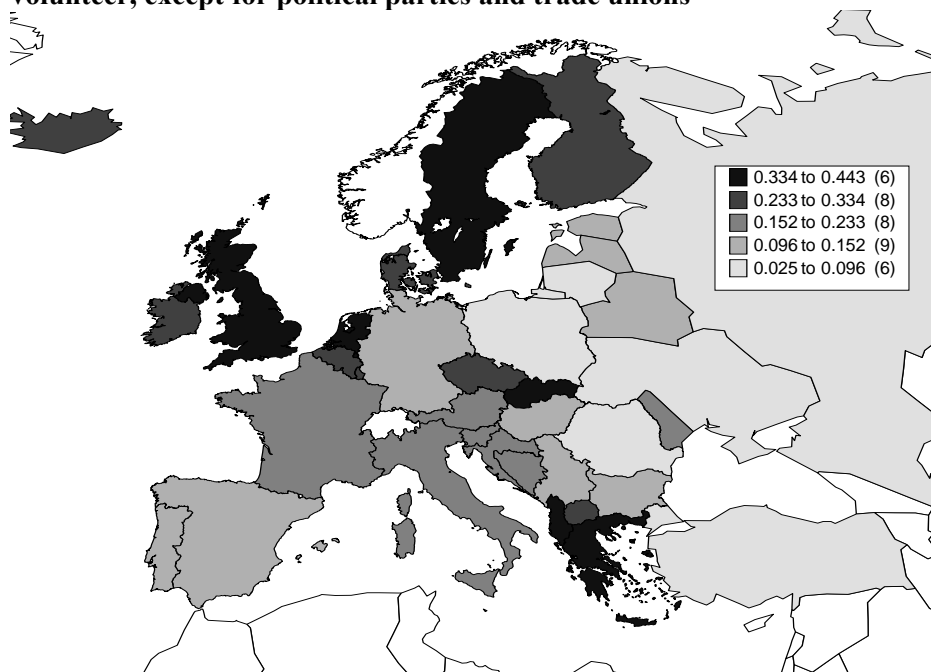 volunteer, except for political parties and trade unions
0.334 to 0.443 (6)
0.233 to 0.334 (8)
0.152 to 0.233 (8)
0.096 to 0.152 (9)
0.025 to 0.096 (6)